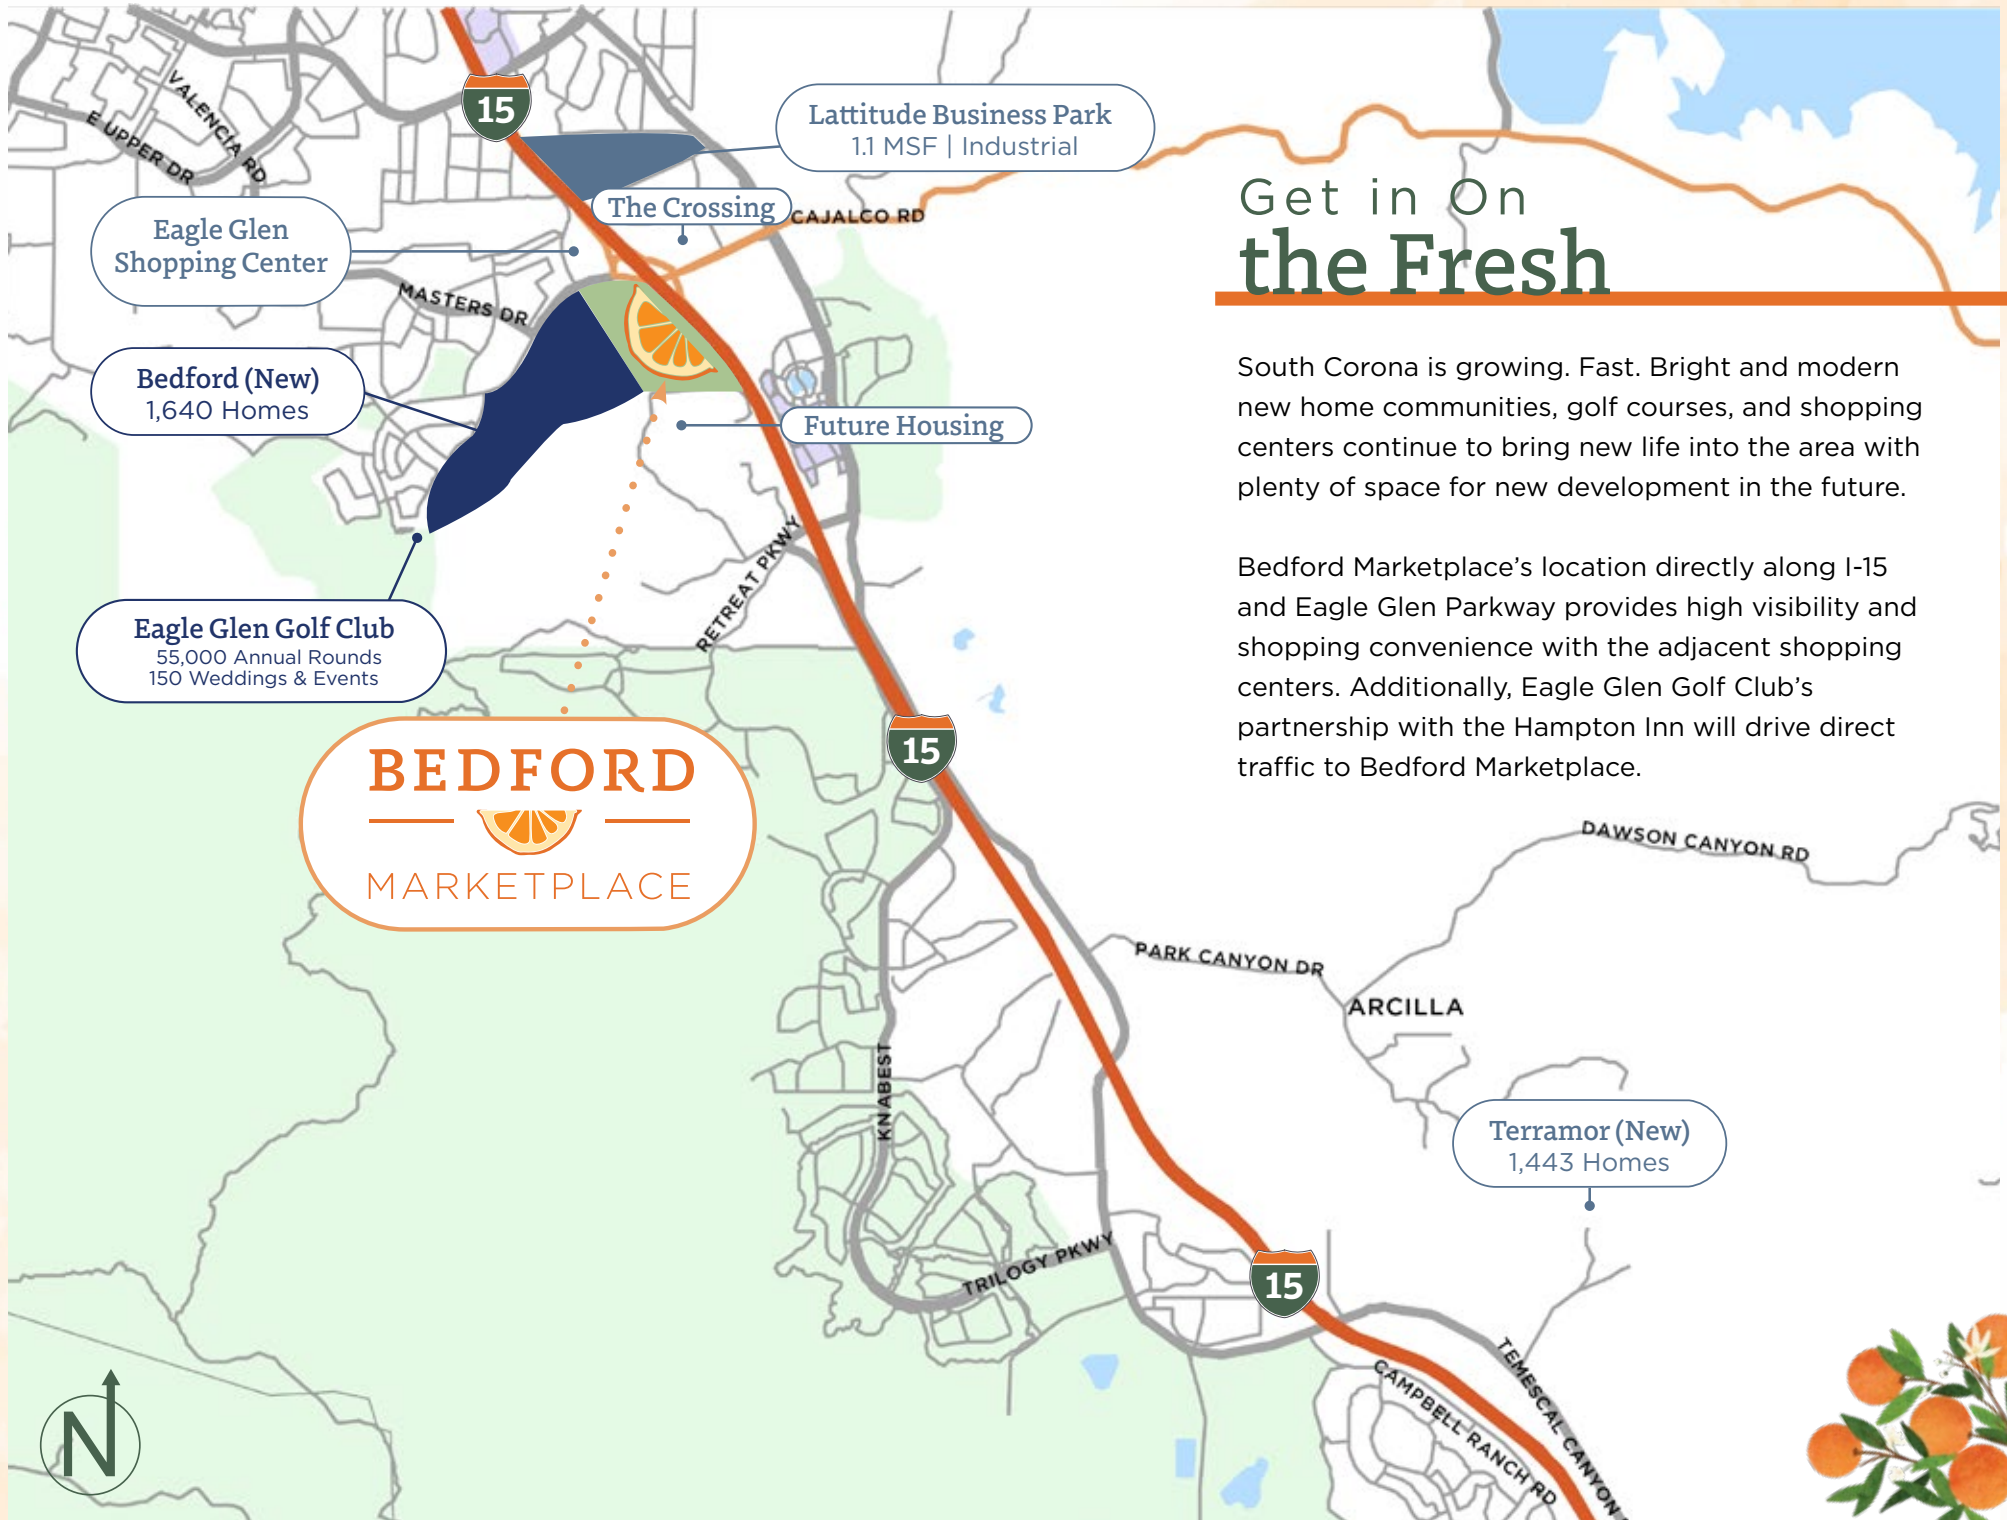 15
Lattitude Business Park
1.1 MSF | Industrial
VALENCIA RD
E UPPER DR
The Crossing
CAJALCO RD
Eagle Glen
Shopping Center
MASTERS DR
Bedford (New)
1,640 Homes
Future Housing
RETREAT PKWY
Eagle Glen Golf Club
55,000 Annual Rounds
150 Weddings & Events
BEDFORD
MARKETPLACE
15
Get in On
the Fresh
South Corona is growing. Fast. Bright and modern
new home communities, golf courses, and shopping
centers continue to bring new life into the area with
plenty of space for new development in the future.
Bedford Marketplace’s location directly along I-15
and Eagle Glen Parkway provides high visibility and
shopping convenience with the adjacent shopping
centers. Additionally, Eagle Glen Golf Club’s
partnership with the Hampton Inn will drive direct
traffic to Bedford Marketplace.
DAWSON CANYON RD
PARK CANYON DR
ARCILLA
KNABEST
Terramor (New)
1,443 Homes
TRILOGY PKWY
15
TEMESCAL CANYON
CAMPBELL RANCH RD
N